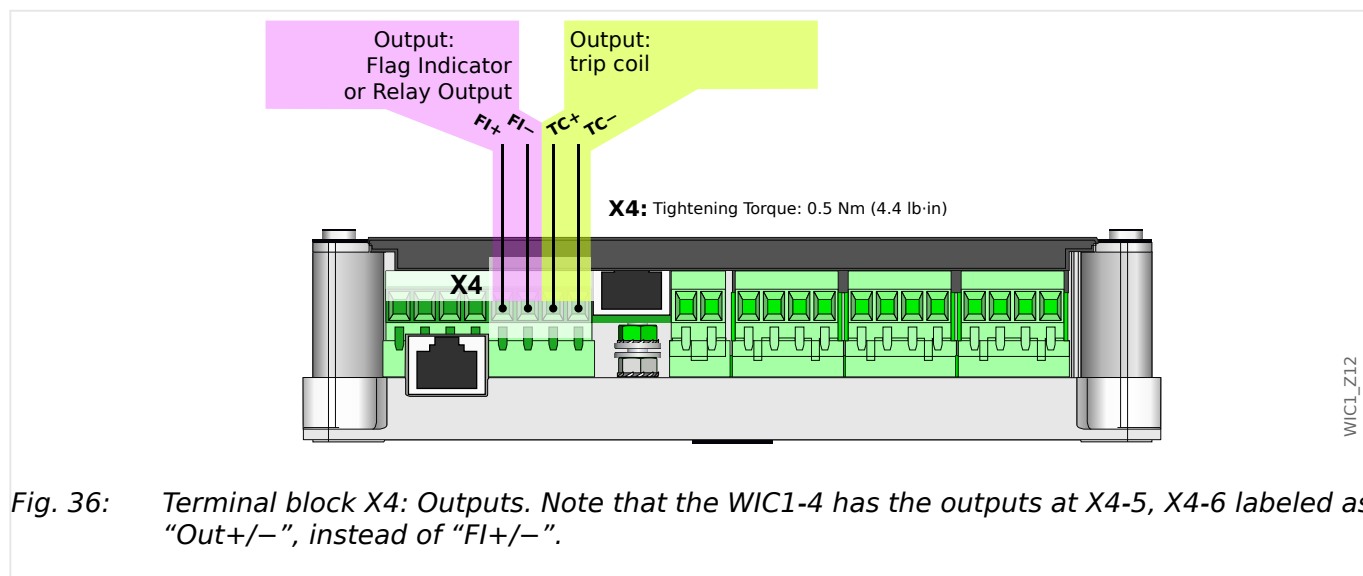 Output:
Flag Indicator
or Relay Output
Output:
trip coil
FI+ FI− TC+ TC−
X4: Tightening Torque: 0.5 Nm (4.4 lb·in)
X4
WIC1_Z12
Fig. 36: Terminal block X4: Outputs. Note that the WIC1-4 has the outputs at X4-5, X4-6 labeled as
“Out+/−”, instead of “FI+/−”.